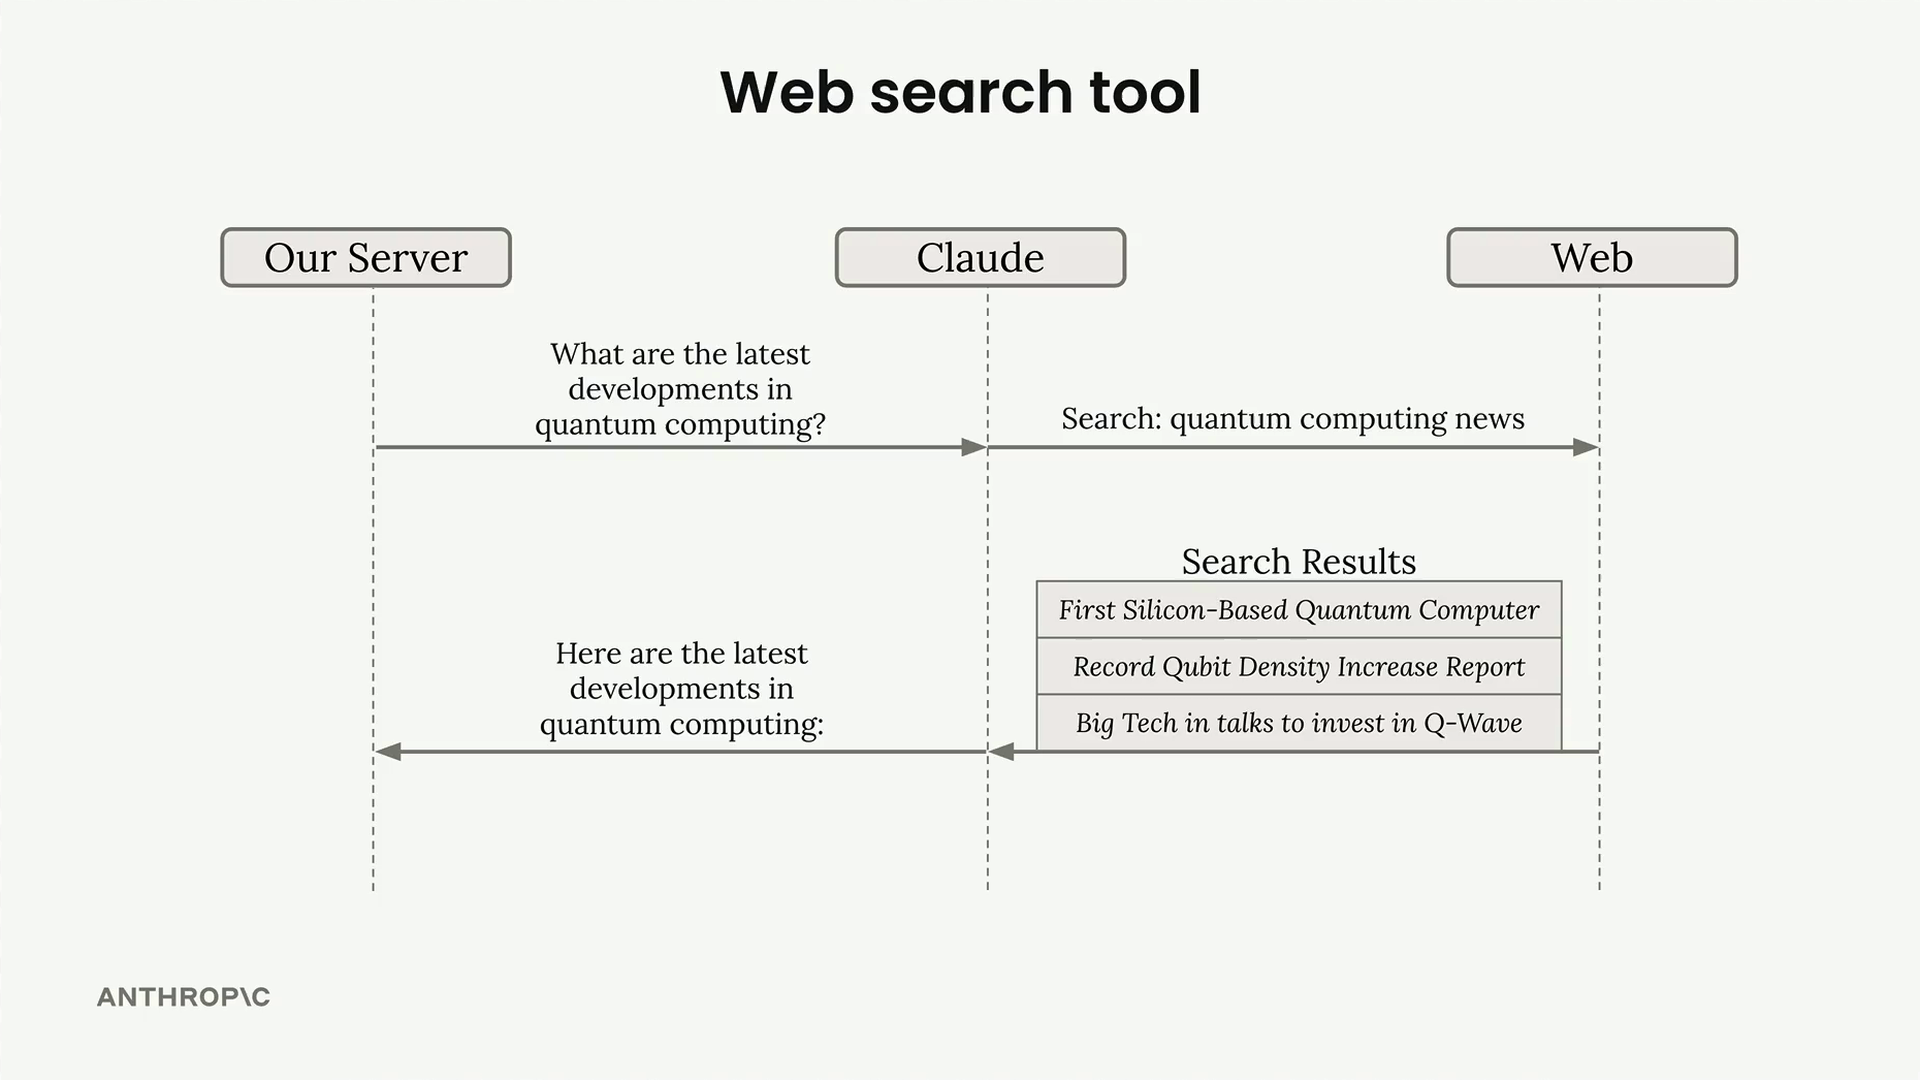 Web search tool
Our Server
Claude
Web
What are the latest
developments in
quantum computing?
Search: quantum computing news
Search Results
First Silicon-Based Quantum Computer
Record Qubit Density Increase Report
Big Tech in talks to invest in Q-Wave
Here are the latest
developments in
quantum computing:
ANTHROP\C